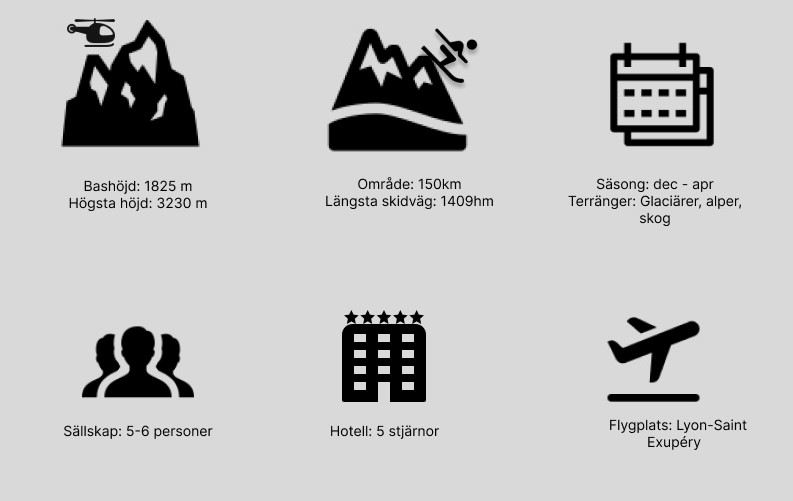 Bashöjd: 1825 m
Högsta höjd: 3230 m
Område: 150km
Längsta skidväg: 1409hm
Säsong: dec - apr
Terränger: Glaciärer, alper,
skog
Sällskap: 5-6 personer
Hotell: 5 stjärnor
Flygplats: Lyon-Saint
Exupéry